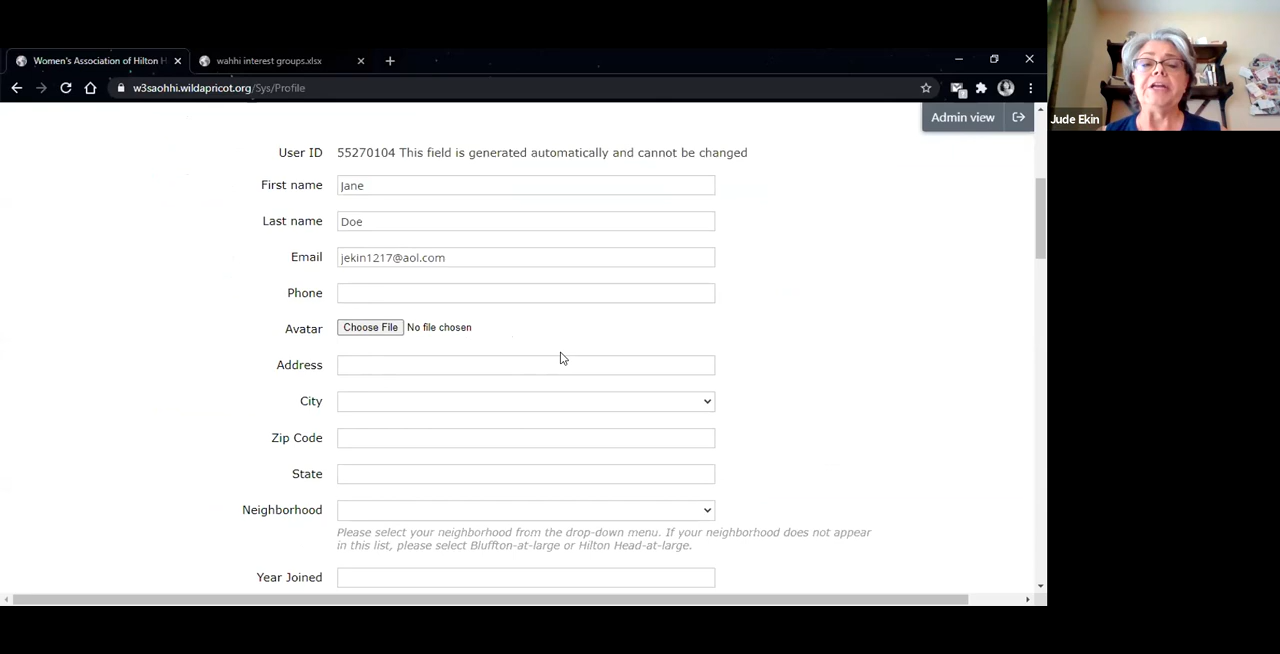 Women's Association of Hilton H
wahhi interest groups.xlsx
w3saohhi.wildapricot.org/Sys/Profile
Admin view
Jude Ekin
User ID 55270104 This field is generated automatically and cannot be changed
First name Jane
Last name Doe
Email jekin1217@aol.com
Phone
Avatar Choose File No file chosen
Address
City
Zip Code
State
Neighborhood
Please select your neighborhood from the drop-down menu. If your neighborhood does not appear
in this list, please select Bluffton-at-large or Hilton Head-at-large.
Year Joined